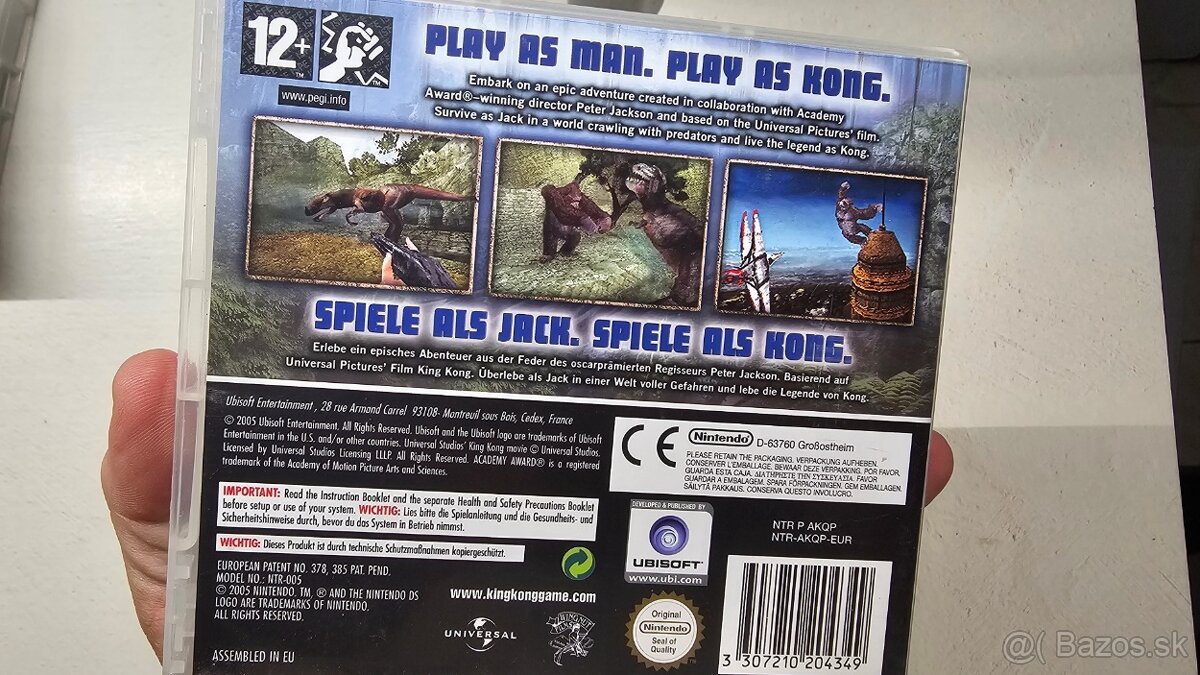 12+
www.pegi.info
PLAY AS MAN. PLAY AS KONG.
Embark on an epic adventure created in collaboration with Academy
Award®–winning director Peter Jackson and based on the Universal Pictures' film.
Survive as Jack in a world crawling with predators and live the legend as Kong.
SPIELE ALS JACK. SPIELE ALS KONG.
Erlebe ein episches Abenteuer aus der Feder des oscarprämierten Regisseurs Peter Jackson. Basierend auf
Universal Pictures' Film King Kong. Überlebe als Jack in einer Welt voller Gefahren und lebe die Legende von Kong.
Ubisoft Entertainment, 28 rue Armand Carrel 93108- Montreuil sous Bois, Cedex, France
© 2005 Ubisoft Entertainment. All Rights Reserved. Ubisoft and the Ubisoft logo are trademarks of Ubisoft
Entertainment in the U.S. and/or other countries. Universal Studios' King Kong movie © Universal Studios.
Licensed by Universal Studios Licensing LLLP. All Rights Reserved. ACADEMY AWARD® is a registered
trademark of the Academy of Motion Picture Arts and Sciences.
IMPORTANT: Read the Instruction Booklet and the separate Health and Safety Precautions Booklet
before setup or use of your system. WICHTIG: Lies bitte die Spielanleitung und die Gesundheits- und
Sicherheitshinweise durch, bevor du das System in Betrieb nimmst.
WICHTIG: Dieses Produkt ist durch technische Schutzmaßnahmen kopiergeschützt.
EUROPEAN PATENT NO. 378, 385 PAT. PEND.
MODEL NO.: NTR-005
© 2005 NINTENDO. TM, ® AND THE NINTENDO DS
LOGO ARE TRADEMARKS OF NINTENDO.
ALL RIGHTS RESERVED.
ASSEMBLED IN EU
www.kingkonggame.com
UNIVERSAL
WINGNUT
FILMS
CE
Nintendo D-63760 Großostheim
PLEASE RETAIN THE PACKAGING. VERPACKUNG AUFHEBEN.
CONSERVER L'EMBALLAGE. BEWAAR DEZE VERPAKKING. POR FAVOR,
GUARDA ESTA CAJA. ΔΙΑΤΗΡΗΣΤΕ ΤΗΝ ΣΥΣΚΕΥΑΣΙΑ. FAVOR
GUARDAR A EMBALAGEM. SPARA FÖRPACKNINGEN. GEM EMBALLAGEN.
SÄILYTÄ PAKKAUS. CONSERVA QUESTO INVOLUCRO.
DEVELOPED & PUBLISHED BY
UBISOFT™
www.ubi.com
NTR P AKQP
NTR-AKQP-EUR
Original
Nintendo
Seal of
Quality
3 307210 204349
@( Bazos.sk